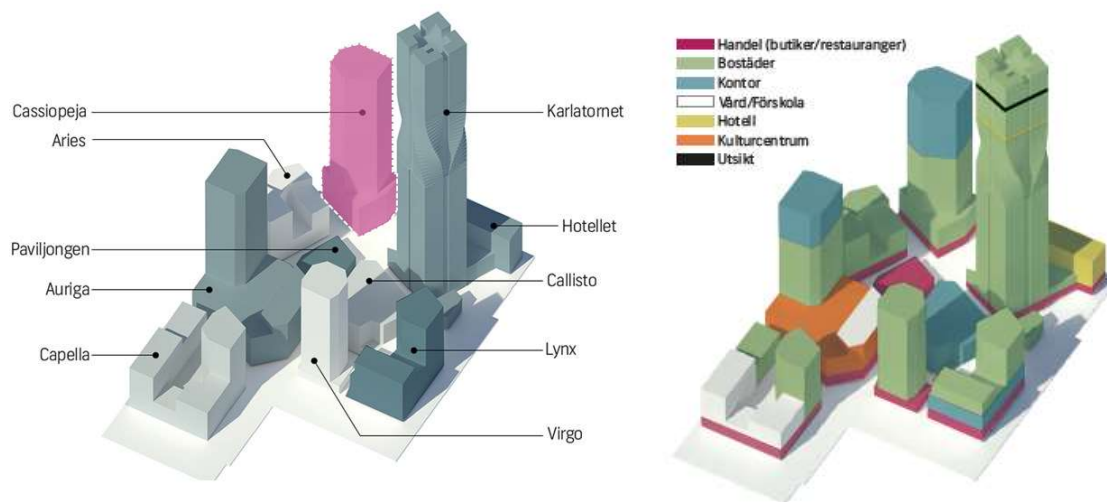 Cassiopeja
Aries
Karlatornet
Paviljongen
Hotellet
Auriga
Callisto
Capella
Lynx
Virgo
Handel (butiker/restauranger)
Bostäder
Kontor
Vård/Förskola
Hotell
Kulturcentrum
Utsikt